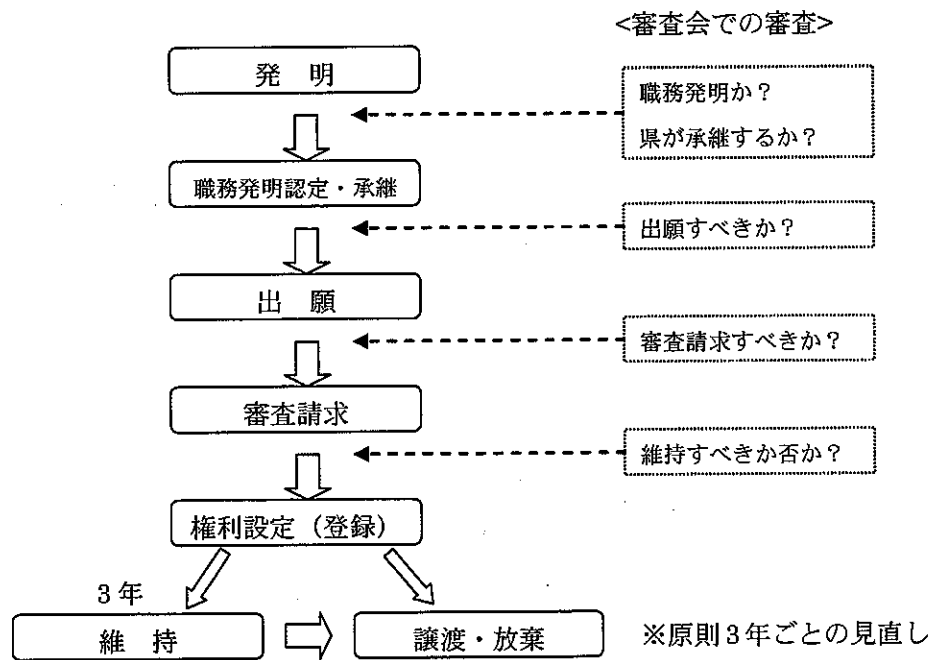 <審査会での審査>
発 明
職務発明か？
県が承継するか？
職務発明認定・承継
出願すべきか？
出 願
審査請求すべきか？
審査請求
維持すべきか否か？
権利設定（登録）
3年
維 持
譲渡・放棄
※原則3年ごとの見直し